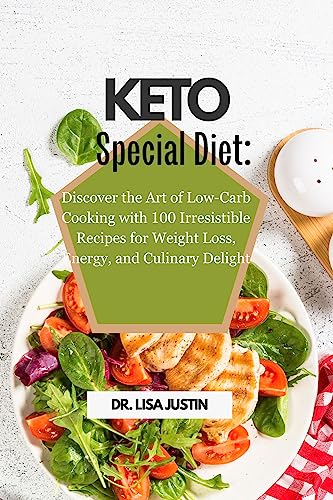 KETO
Special Diet:
Discover the Art of Low-Carb
Cooking with 100 Irresistible
Recipes for Weight Loss,
Energy, and Culinary Delight
DR. LISA JUSTIN